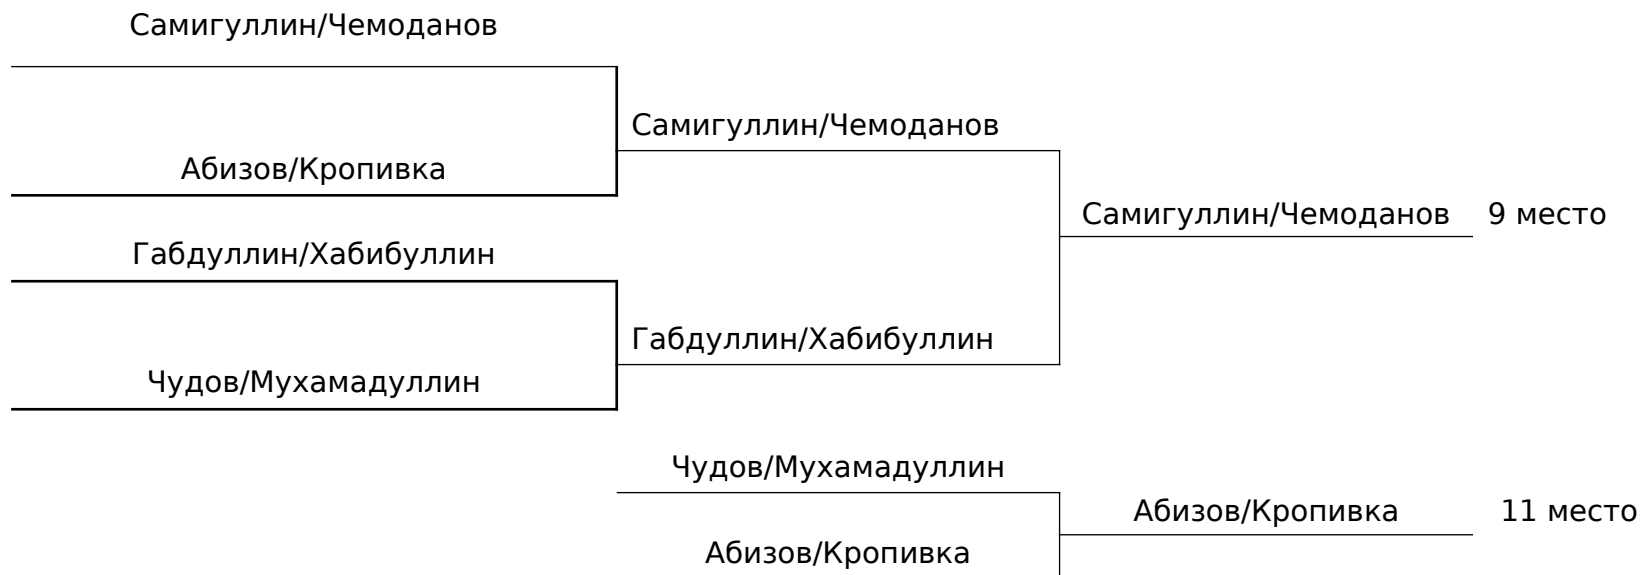 Самигуллин/Чемоданов
Самигуллин/Чемоданов
Абизов/Кропивка
Самигуллин/Чемоданов 9 место
Габдуллин/Хабибуллин
Габдуллин/Хабибуллин
Чудов/Мухамадуллин
Чудов/Мухамадуллин
Абизов/Кропивка 11 место
Абизов/Кропивка